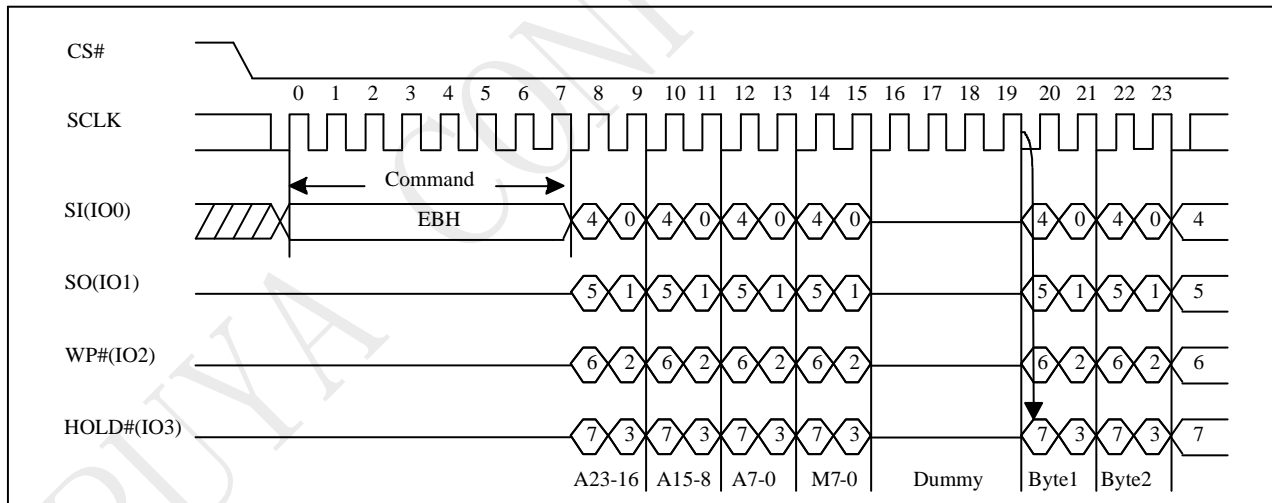 CS#
0 1 2 3 4 5 6 7 8 9 10 11 12 13 14 15 16 17 18 19 20 21 22 23
SCLK
Command
SI(IO0) EBH 4 0 4 0 4 0 4 0 4 0 4 0 4
SO(IO1) 5 1 5 1 5 1 5 1 5 1 5 1 5
WP#(IO2) 6 2 6 2 6 2 6 2 6 2 6 2 6
HOLD#(IO3) 7 3 7 3 7 3 7 3 7 3 7 3 7
A23-16 A15-8 A7-0 M7-0 Dummy Byte1 Byte2
PUYA CONF